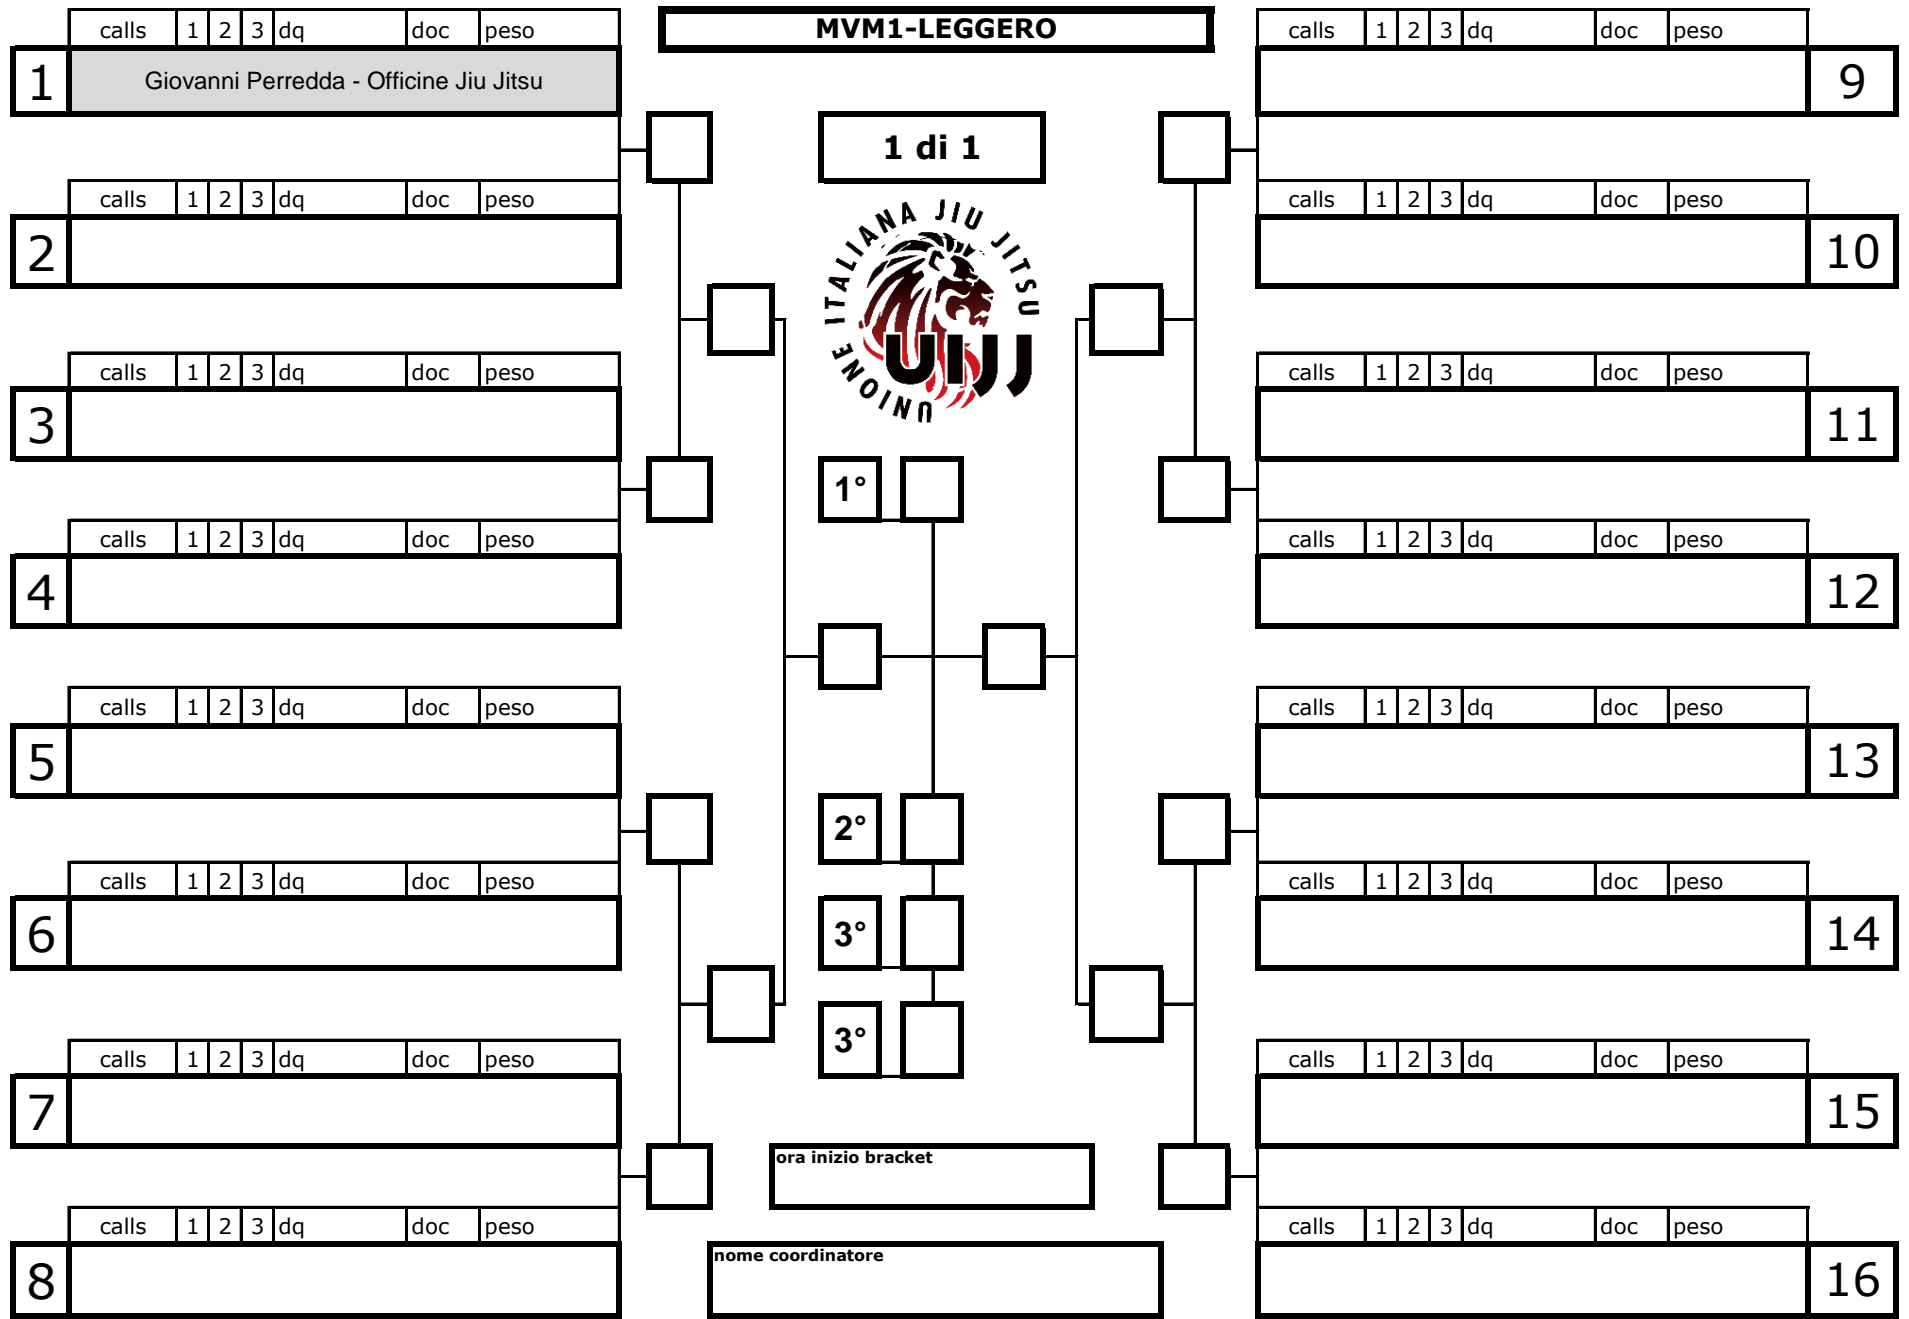 MVM1-LEGGERO
1 di 1
calls 1 2 3 dq doc peso
1 Giovanni Perredda - Officine Jiu Jitsu
calls 1 2 3 dq doc peso
2
calls 1 2 3 dq doc peso
3
calls 1 2 3 dq doc peso
4
calls 1 2 3 dq doc peso
5
calls 1 2 3 dq doc peso
6
calls 1 2 3 dq doc peso
7
calls 1 2 3 dq doc peso
8
UNIONE ITALIANA JIU JITSU
UIJJ
1°
2°
3°
3°
ora inizio bracket
nome coordinatore
calls 1 2 3 dq doc peso
9
calls 1 2 3 dq doc peso
10
calls 1 2 3 dq doc peso
11
calls 1 2 3 dq doc peso
12
calls 1 2 3 dq doc peso
13
calls 1 2 3 dq doc peso
14
calls 1 2 3 dq doc peso
15
calls 1 2 3 dq doc peso
16